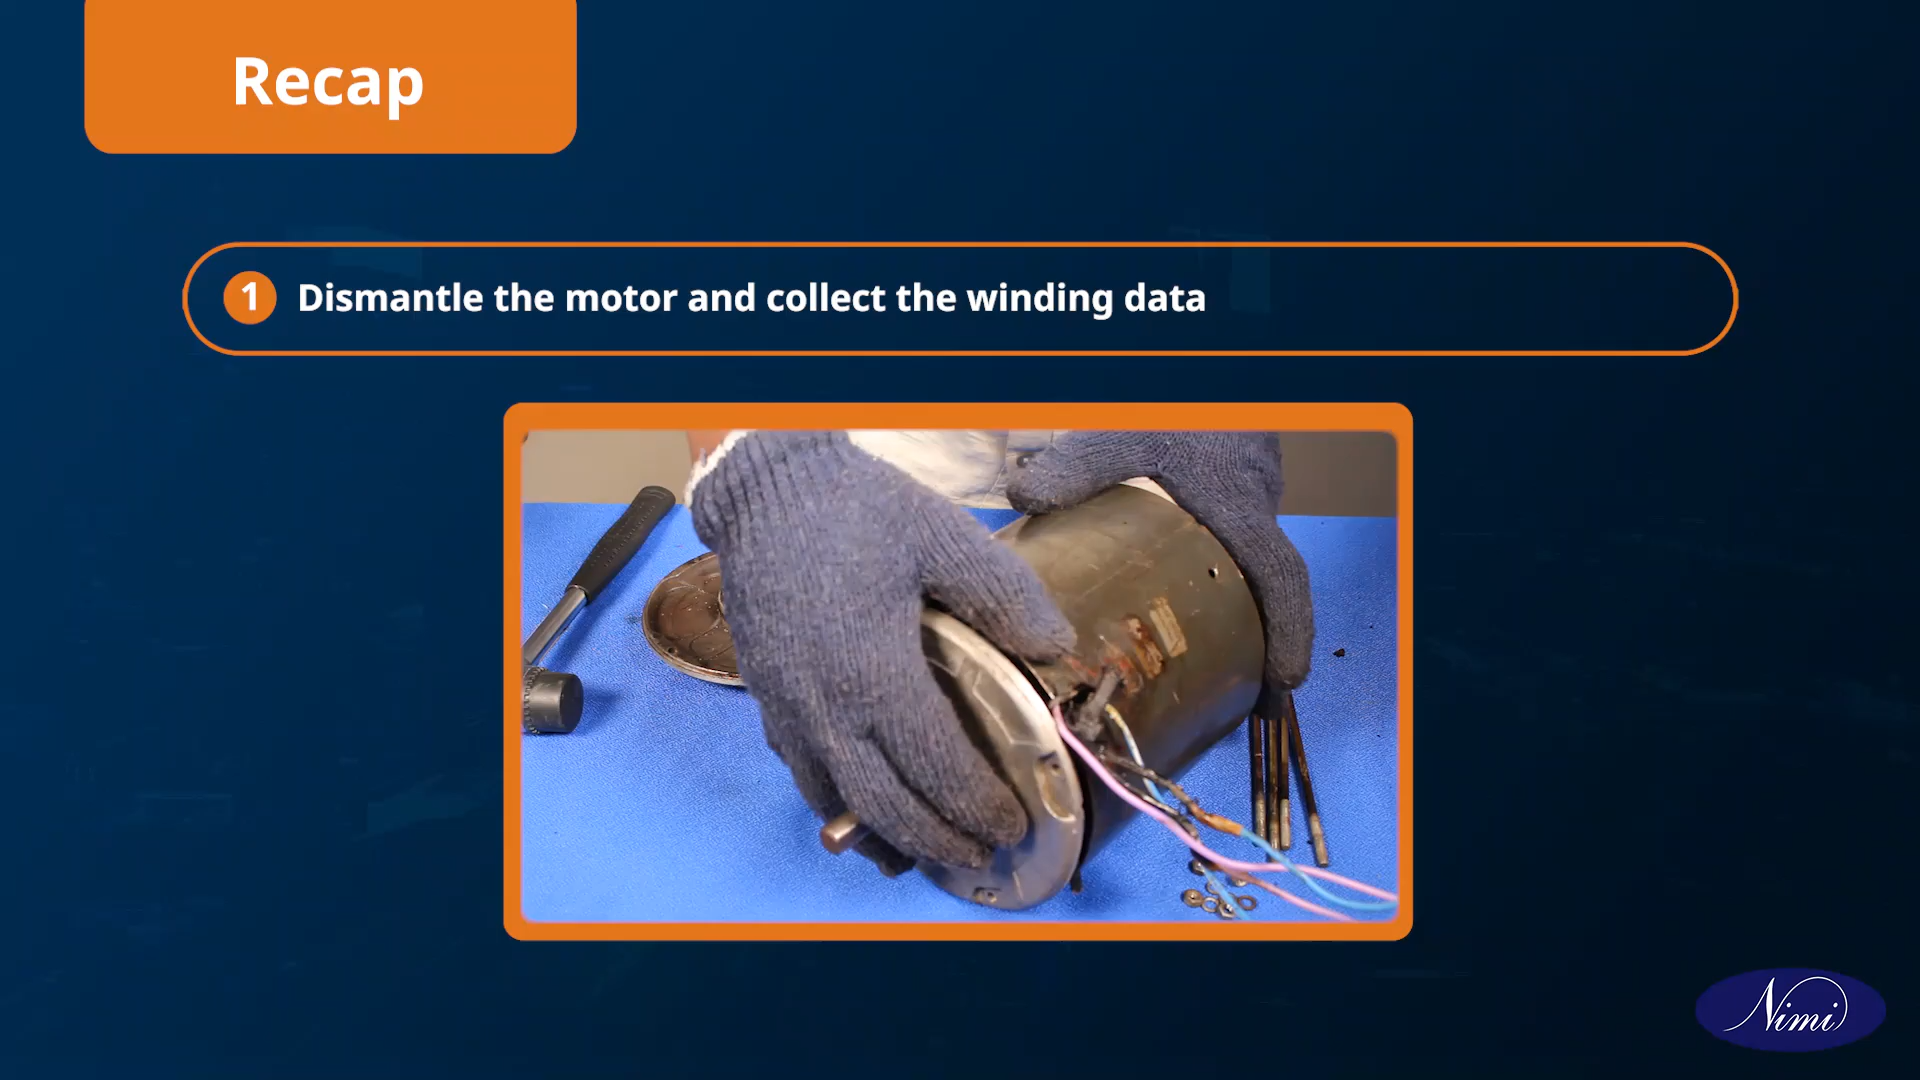 Recap
1 Dismantle the motor and collect the winding data
Nimi